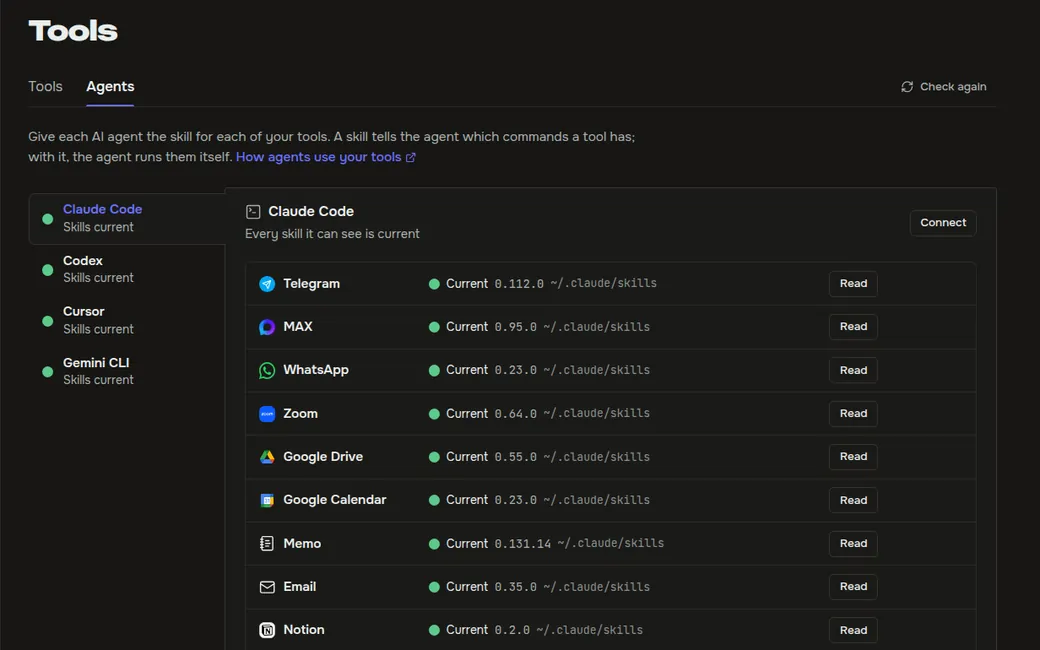 Tools
Tools Agents Check again
Give each AI agent the skill for each of your tools. A skill tells the agent which commands a tool has;
with it, the agent runs them itself. How agents use your tools
Claude Code
Skills current
Codex
Skills current
Cursor
Skills current
Gemini CLI
Skills current
Claude Code
Every skill it can see is current
Connect
Telegram Current 0.112.0 ~/.claude/skills Read
MAX Current 0.95.0 ~/.claude/skills Read
WhatsApp Current 0.23.0 ~/.claude/skills Read
zoom Zoom Current 0.64.0 ~/.claude/skills Read
Google Drive Current 0.55.0 ~/.claude/skills Read
Google Calendar Current 0.23.0 ~/.claude/skills Read
Memo Current 0.131.14 ~/.claude/skills Read
Email Current 0.35.0 ~/.claude/skills Read
Notion Current 0.2.0 ~/.claude/skills Read